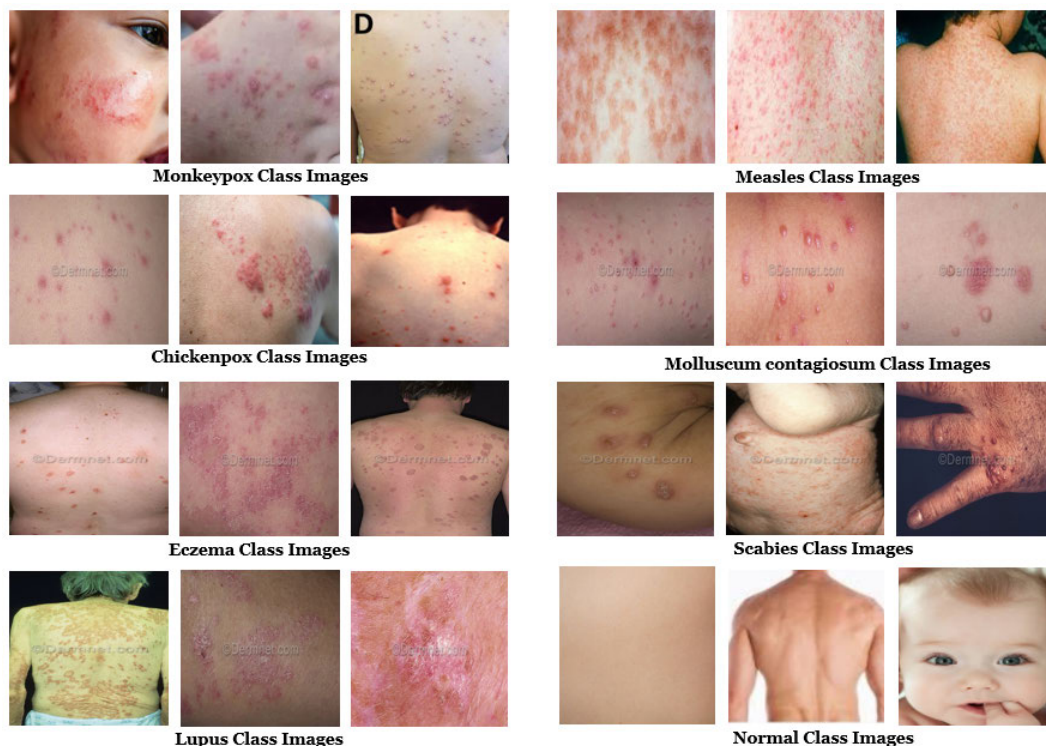 D
Monkeypox Class Images
Measles Class Images
©Dermnet.com
©Dermnet.com
©Dermnet.com
©Dermnet.com
Chickenpox Class Images
Molluscum contagiosum Class Images
©Dermnet.com
©Dermnet.com
©Dermnet.com
©Dermnet.com
©Dermnet.com
©Dermnet.com
Eczema Class Images
Scabies Class Images
©Dermnet.com
©Dermnet.com
©Dermnet.com
Lupus Class Images
Normal Class Images